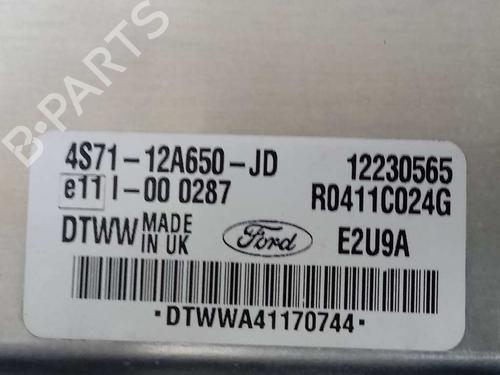 B-PARTS
4S71-12A650-JD 12230565
e11 I-00 0287 R0411C024G
DTWW MADE IN UK Ford E2U9A
·DTWWA41170744·